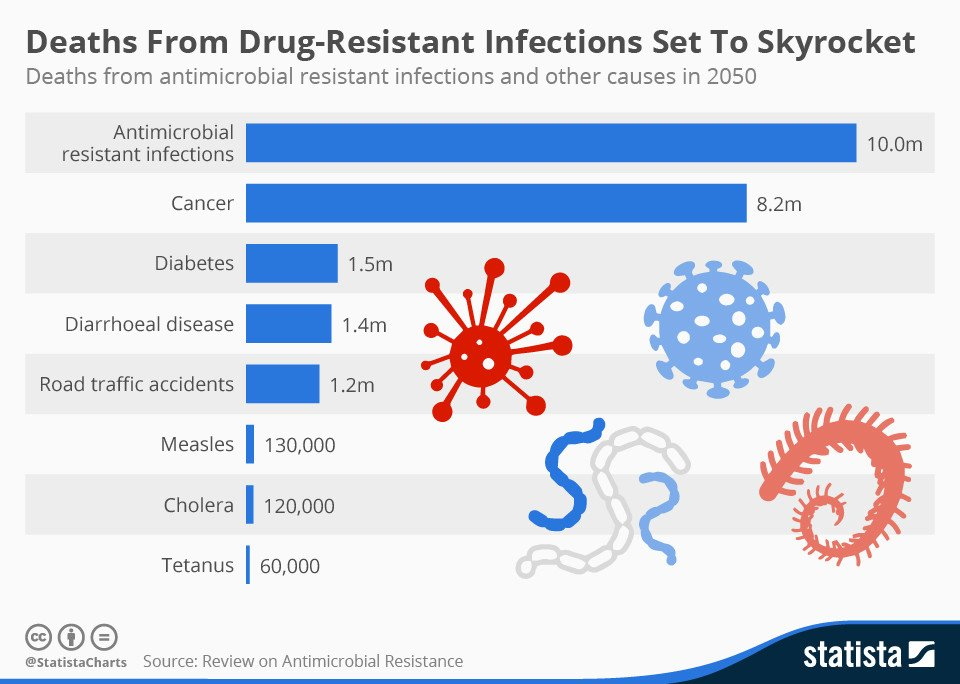 Deaths From Drug-Resistant Infections Set To Skyrocket
Deaths from antimicrobial resistant infections and other causes in 2050
Antimicrobial
resistant infections
10.0m
Cancer
8.2m
Diabetes
1.5m
Diarrhoeal disease
1.4m
Road traffic accidents
1.2m
Measles
130,000
Cholera
120,000
Tetanus
60,000
cc
@StatistaCharts
Source: Review on Antimicrobial Resistance
statista